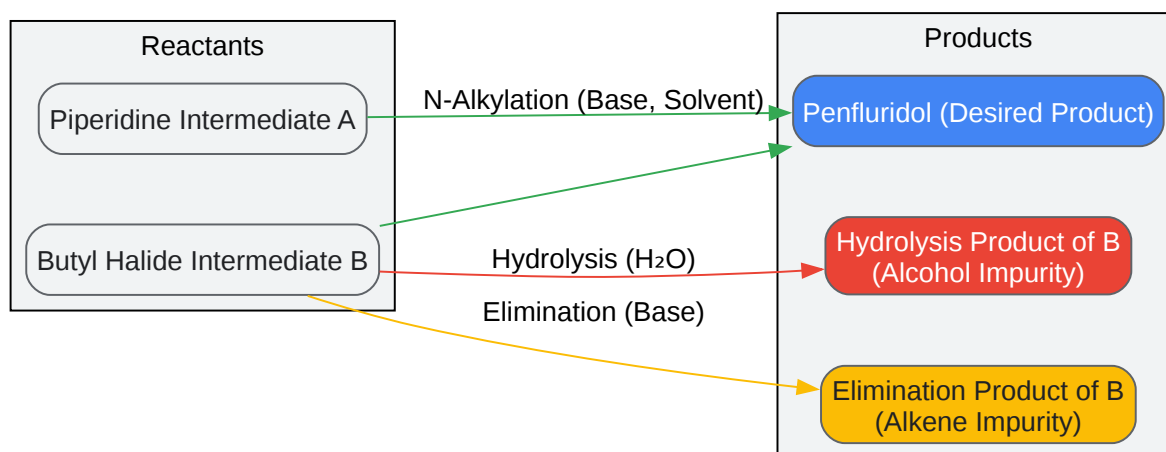 Reactants
Products
Piperidine Intermediate A
N-Alkylation (Base, Solvent)
Penfluridol (Desired Product)
Butyl Halide Intermediate B
Hydrolysis (H₂O)
Hydrolysis Product of B
(Alcohol Impurity)
Elimination (Base)
Elimination Product of B
(Alkene Impurity)